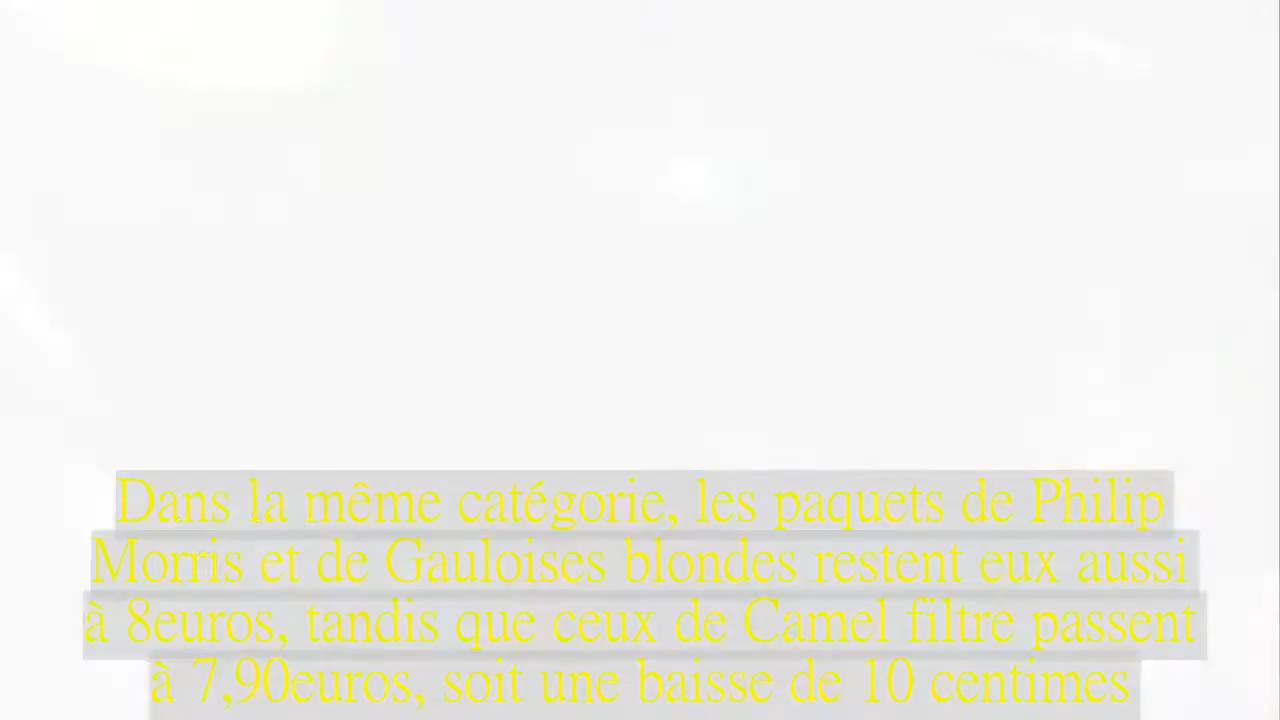 Dans la même catégorie, les paquets de Philip
Morris et de Gauloises blondes restent eux aussi
à 8euros, tandis que ceux de Camel filtre passent
à 7,90euros, soit une baisse de 10 centimes